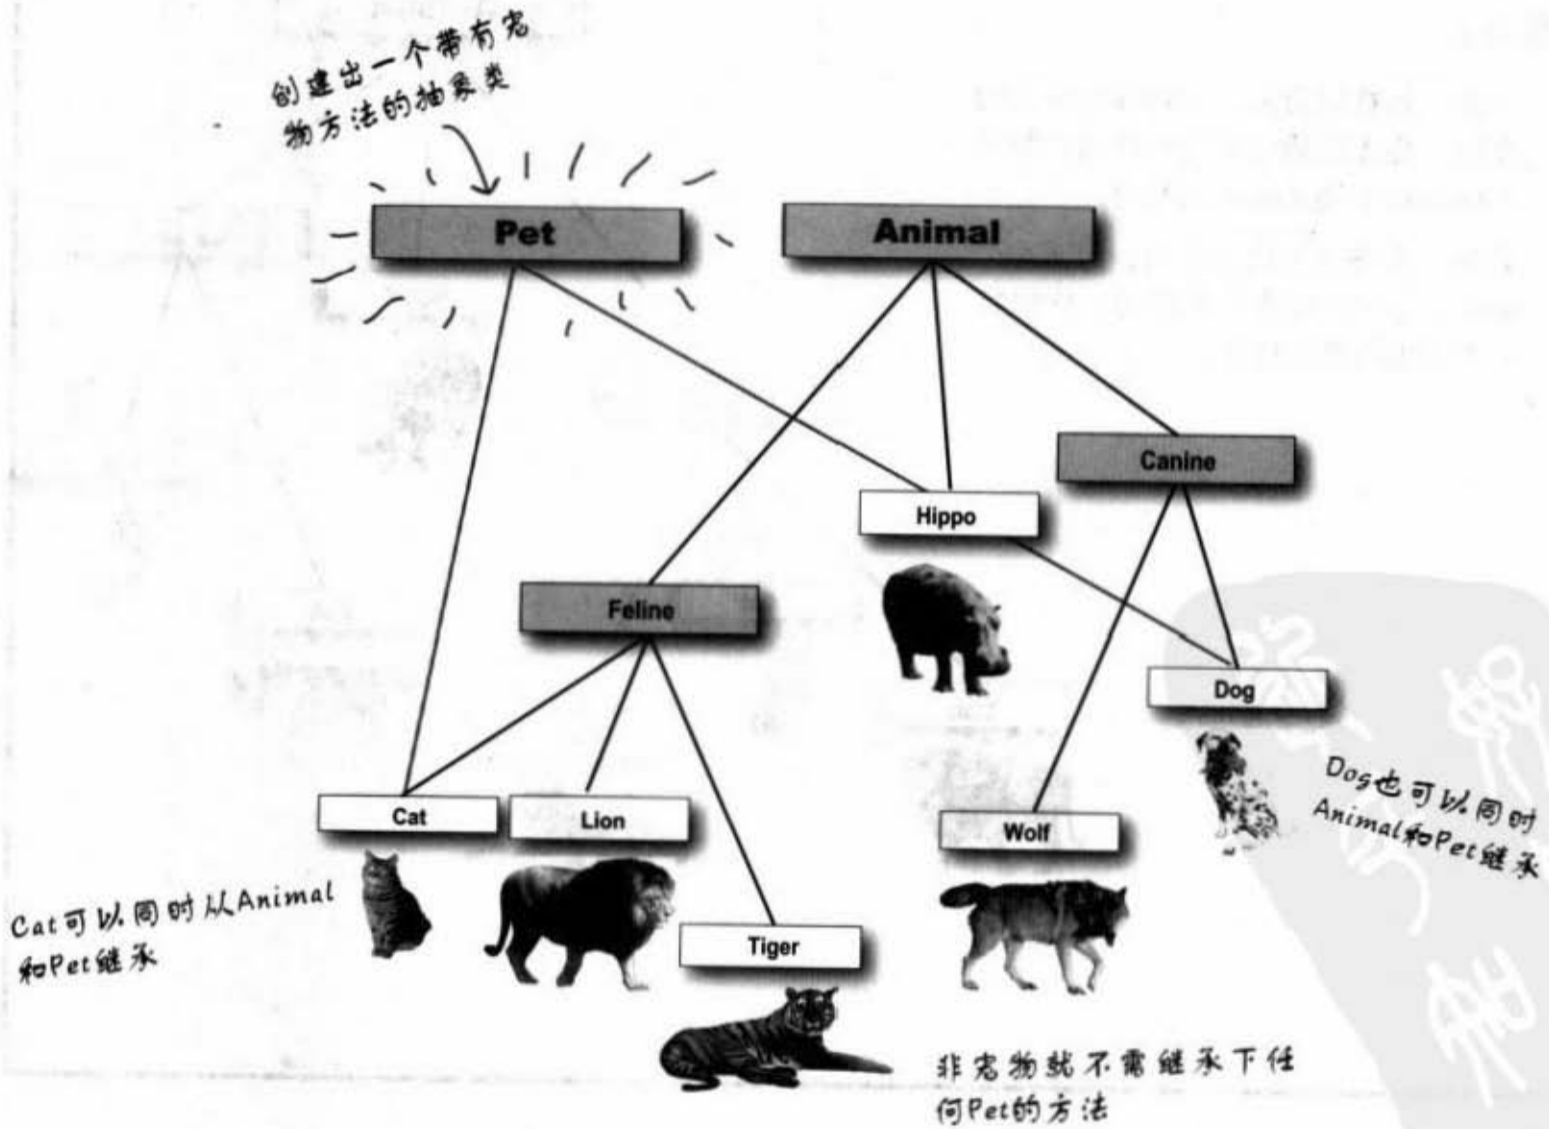 创建出一个带有宠
物方法的抽象类
Pet
Animal
Canine
Hippo
Feline
Dog
Cat
Lion
Wolf
Tiger
Dog也可以同时
Animal和Pet继承
Cat可以同时从Animal
和Pet继承
非宠物就不需继承下任
何Pet的方法